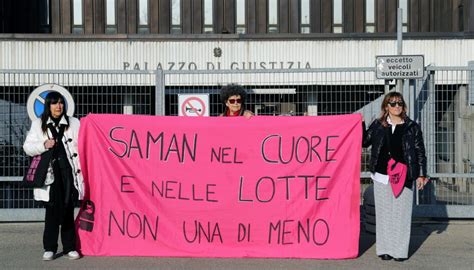 PALAZZO DI GIUSTIZIA
eccetto
veicoli
autorizzati
SAMAN NEL CUORE
E NELLE LOTTE
NON UNA DI MENO